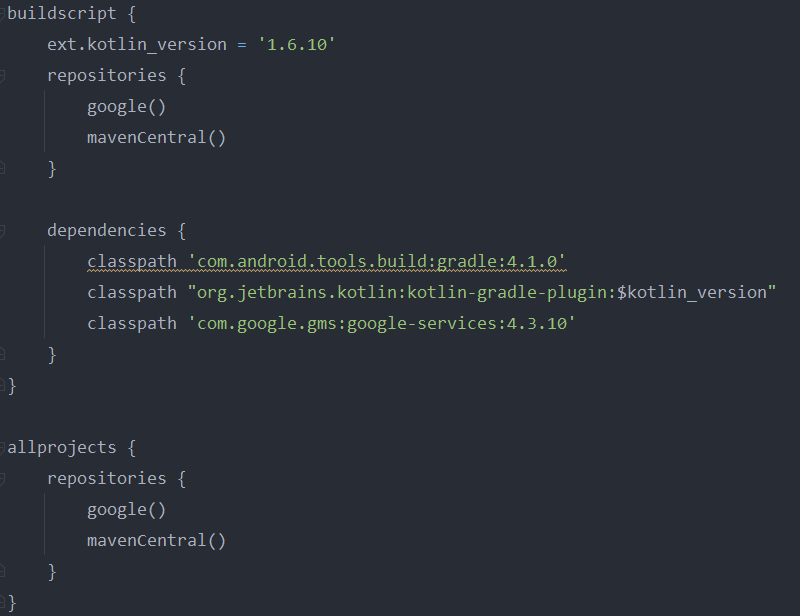 buildscript {
    ext.kotlin_version = '1.6.10'
    repositories {
        google()
        mavenCentral()
    }

    dependencies {
        classpath 'com.android.tools.build:gradle:4.1.0'
        classpath "org.jetbrains.kotlin:kotlin-gradle-plugin:$kotlin_version"
        classpath 'com.google.gms:google-services:4.3.10'
    }
}

allprojects {
    repositories {
        google()
        mavenCentral()
    }
}